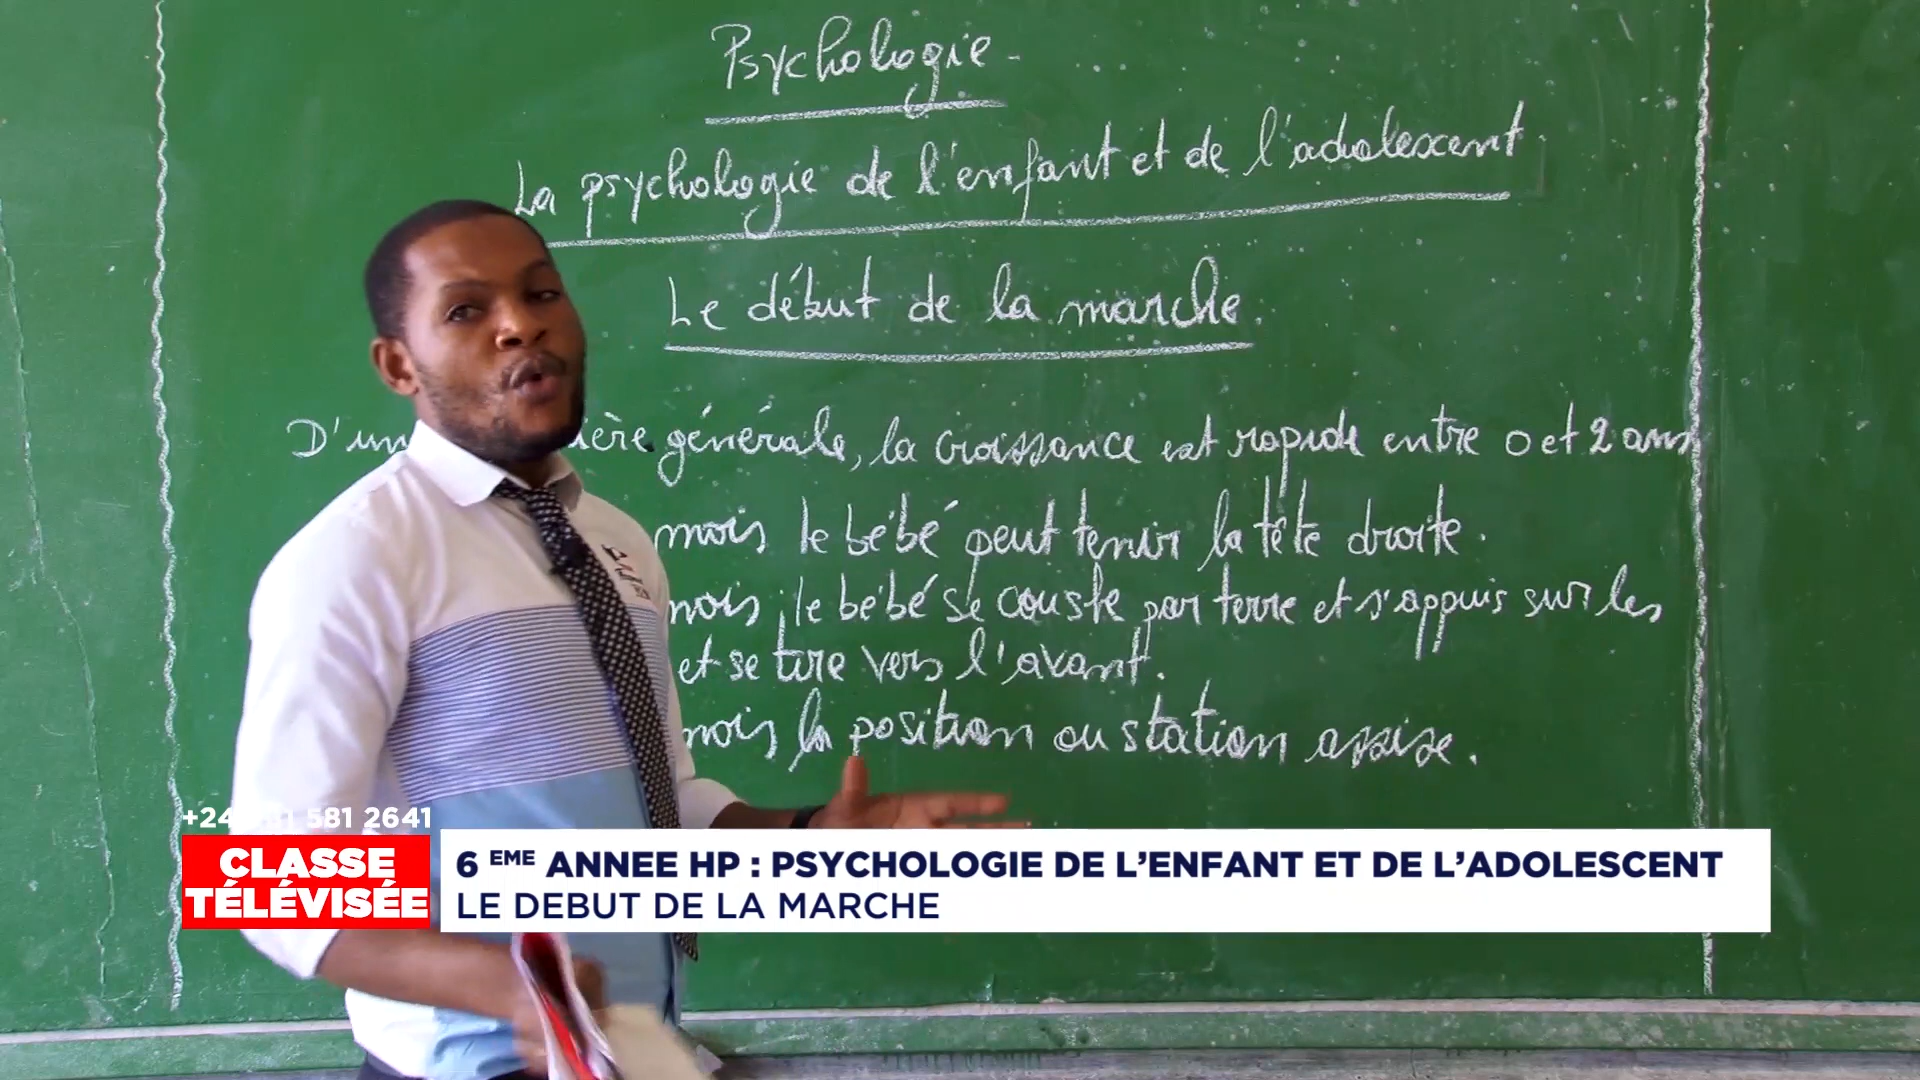 Psychologie
La psychologie de l'enfant et de l'adolescent
Le début de la marche.
D'un ière générale, la croissance est rapide entre 0 et 2 ans
mois le bébé peut tenir la tête droite.
mois, le bébé se couste par terre et s'appuis sur les
et se tire vers l'avant.
mois la position ou station assise.
+24 581 2641
CLASSE TÉLÉVISÉE
6 EME ANNEE HP : PSYCHOLOGIE DE L'ENFANT ET DE L'ADOLESCENT
LE DEBUT DE LA MARCHE